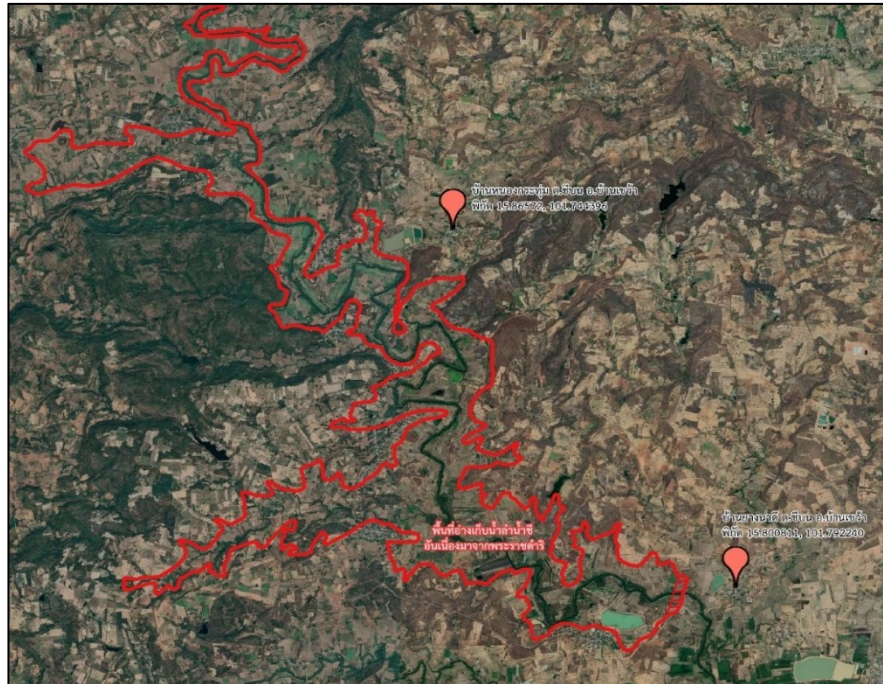 บ้านหนองกระทุ่ม ต.ชีบน อ.บ้านเขว้า
พิกัด 15.86572, 101.744396
บ้านยางนาดี ต.ชีบน อ.บ้านเขว้า
พิกัด 15.800811, 101.792240
พื้นที่อ่างเก็บน้ำลำน้ำชี
อันเนื่องมาจากพระราชดำริ